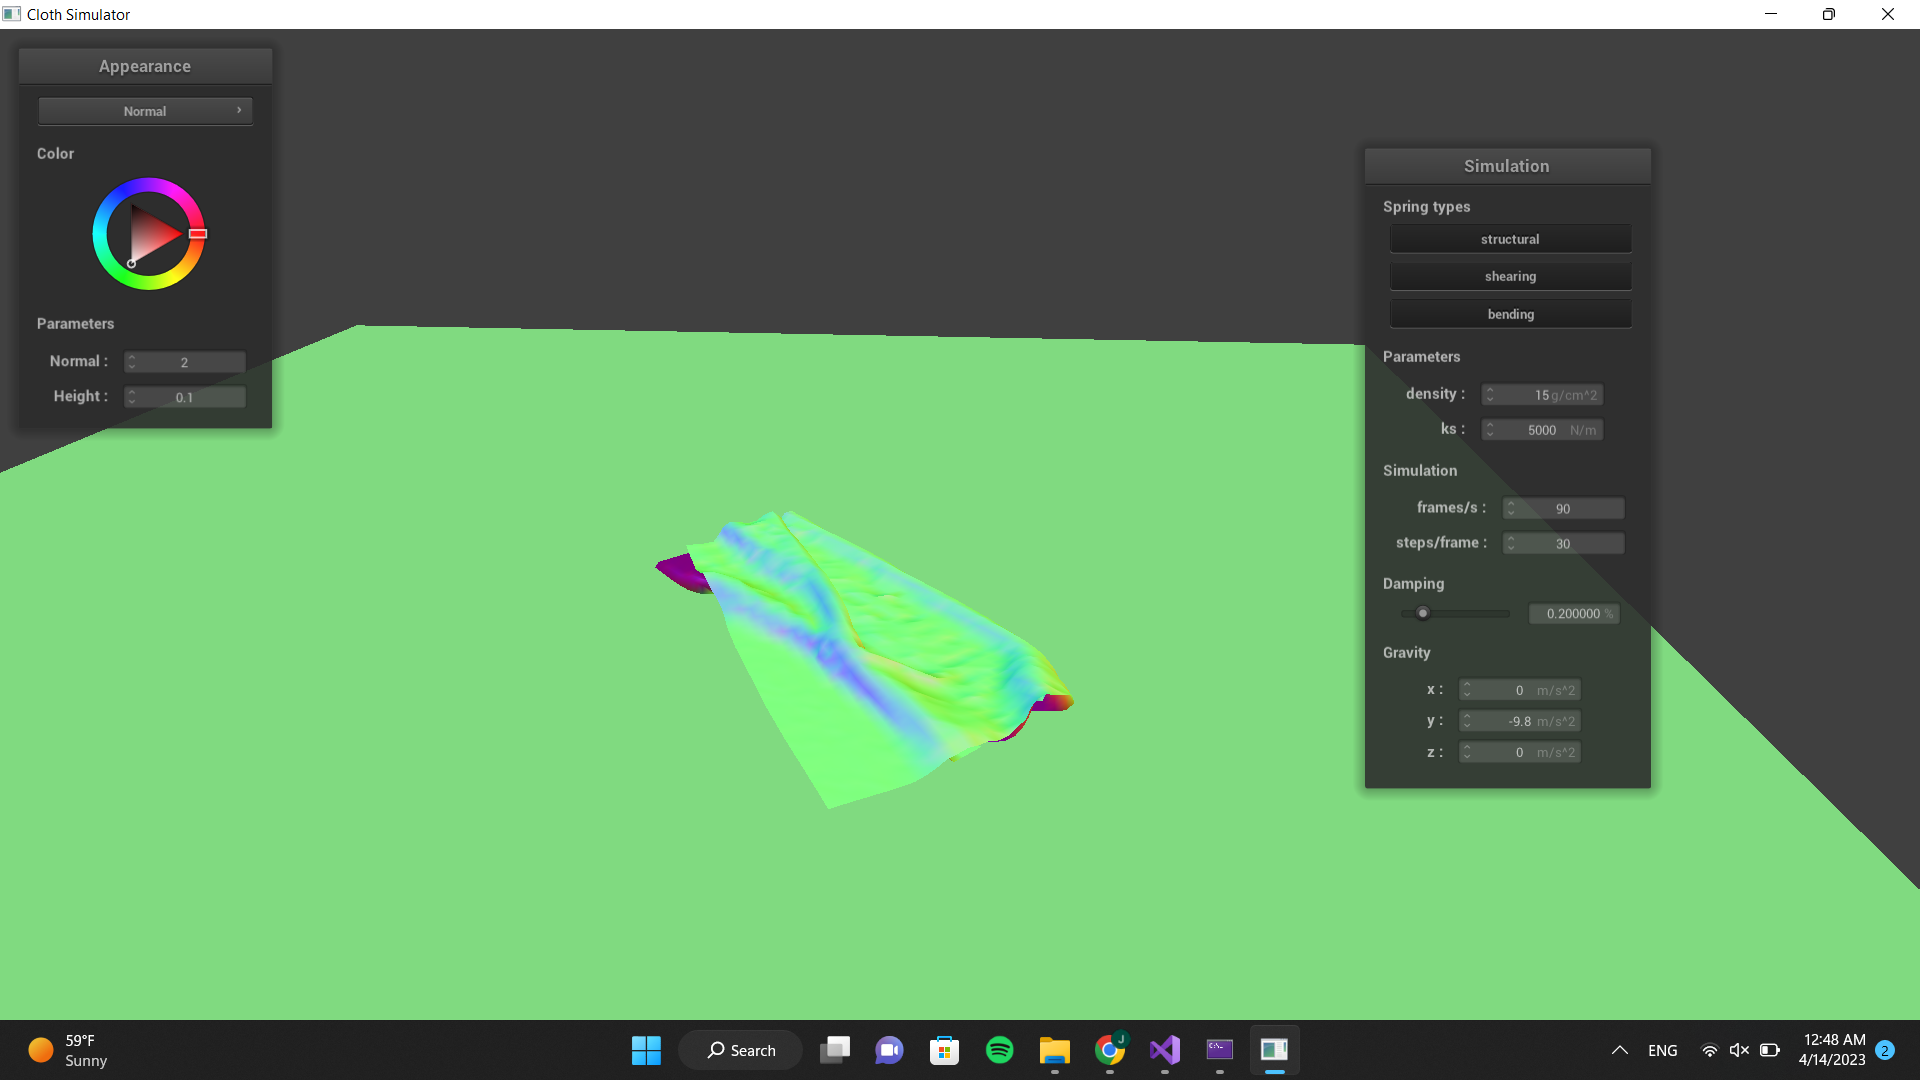 Cloth Simulator
Appearance
Normal
Color
Parameters
Normal : 2
Height : 0.1
Simulation
Spring types
structural
shearing
bending
Parameters
density : 15 g/cm^2
ks : 5000 N/m
Simulation
frames/s : 90
steps/frame : 30
Damping
0.200000 %
Gravity
x : 0 m/s^2
y : -9.8 m/s^2
z : 0 m/s^2
59°F
Sunny
Search
J
C:\_
ENG
12:48 AM
4/14/2023
2